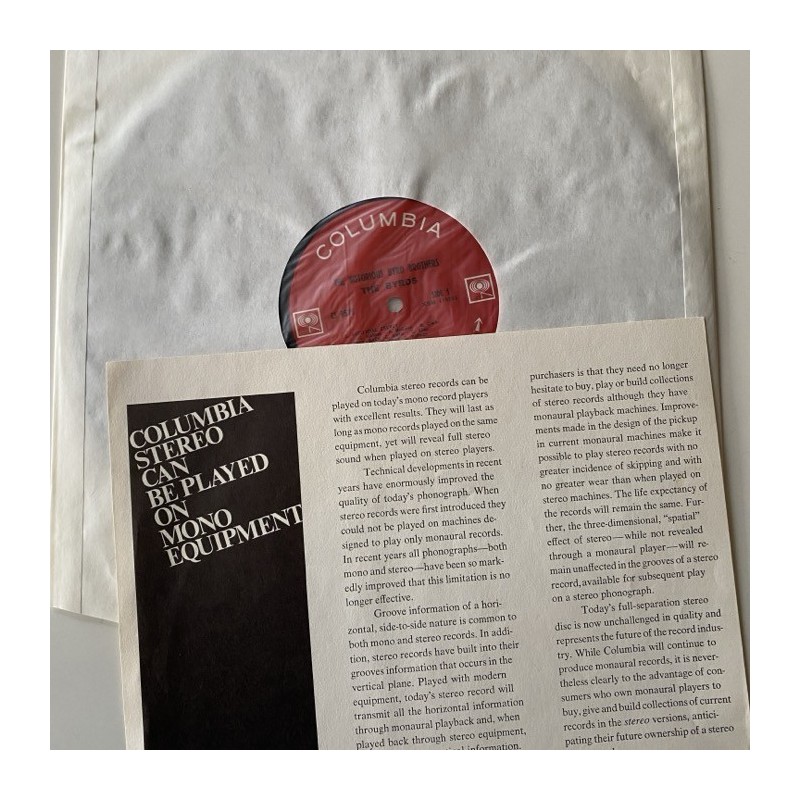 COLUMBIA
THE NOTORIOUS BYRD BROTHERS
THE BYRDS
SIDE 1
COLUMBIA
STEREO
CAN
BE PLAYED
ON
MONO
EQUIPMENT
Columbia stereo records can be
played on today's mono record players
with excellent results. They will last as
long as mono records played on the same
equipment, yet will reveal full stereo
sound when played on stereo players.
Technical developments in recent
years have enormously improved the
quality of today's phonograph. When
stereo records were first introduced they
could not be played on machines de-
signed to play only monaural records.
In recent years all phonographs—both
mono and stereo—have been so mark-
edly improved that this limitation is no
longer effective.
Groove information of a hori-
zontal, side-to-side nature is common to
both mono and stereo records. In addi-
tion, stereo records have built into their
grooves information that occurs in the
vertical plane. Played with modern
equipment, today's stereo record will
transmit all the horizontal information
through monaural playback and, when
played back through stereo equipment,
information.
purchasers is that they need no longer
hesitate to buy, play or build collections
of stereo records although they have
monaural playback machines. Improve-
ments made in the design of the pickup
in current monaural machines make it
possible to play stereo records with no
greater incidence of skipping and with
no greater wear than when played on
stereo machines. The life expectancy of
the records will remain the same. Fur-
ther, the three-dimensional, "spatial"
effect of stereo—while not revealed
through a monaural player—will re-
main unaffected in the grooves of a stereo
record, available for subsequent play
on a stereo phonograph.
Today's full-separation stereo
disc is now unchallenged in quality and
represents the future of the record indus-
try. While Columbia will continue to
produce monaural records, it is never-
theless clearly to the advantage of con-
sumers who own monaural players to
buy, give and build collections of current
records in the stereo versions, antici-
pating their future ownership of a stereo